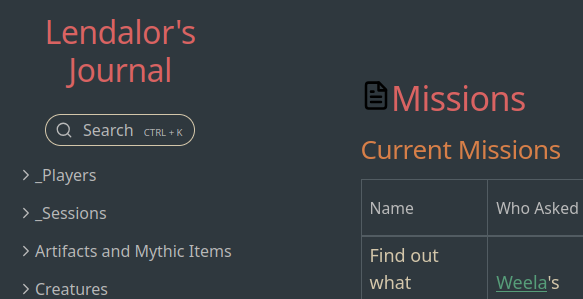 Lendalor's
Journal
Search CTRL + K
_Players
_Sessions
Artifacts and Mythic Items
Creatures
Missions
Current Missions
Name Who Asked
Find out
what Weela's